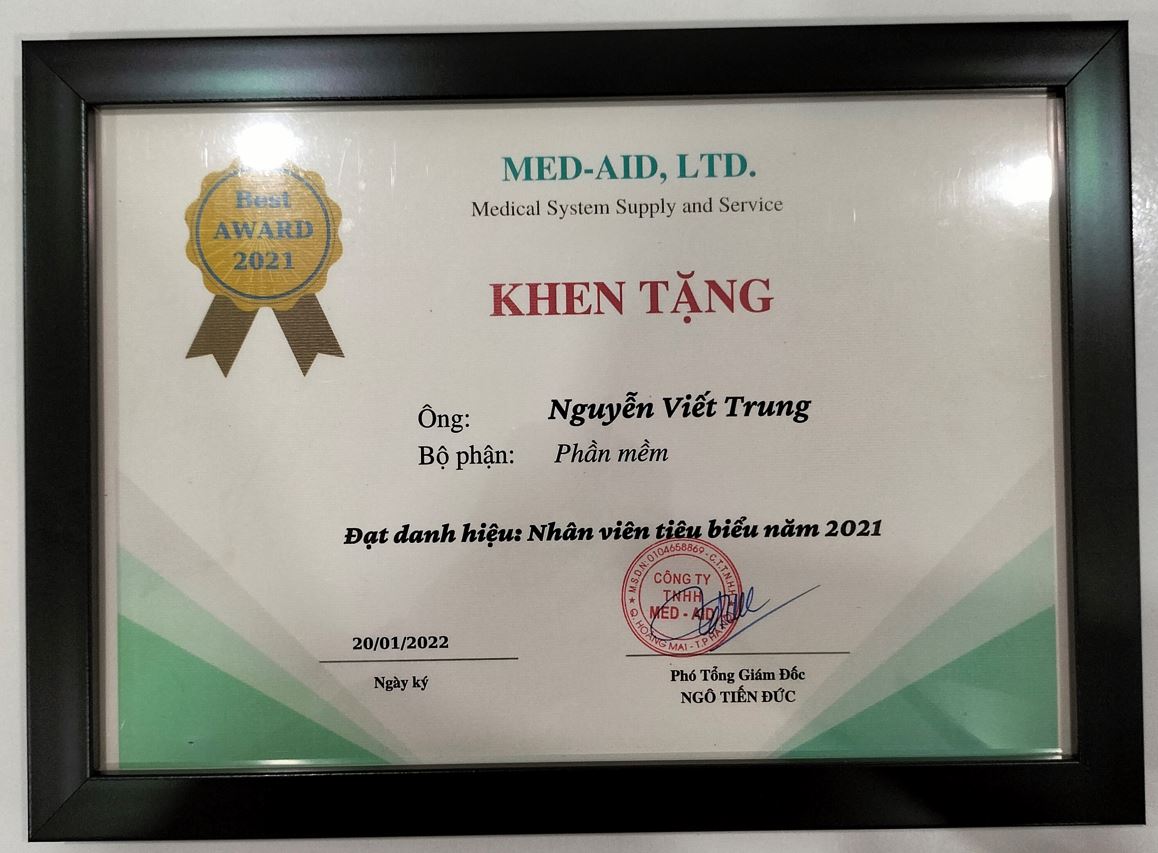 Best
AWARD
2021
MED-AID, LTD.
Medical System Supply and Service
KHEN TẶNG
Ông: Nguyễn Viết Trung
Bộ phận: Phần mềm
Đạt danh hiệu: Nhân viên tiêu biểu năm 2021
M.S.D.N:0104658869-C.T.T.N.H.H
CÔNG TY
TNHH
MED - AID
Q. HOÀNG MAI - T.P HÀ
20/01/2022
Ngày ký
Phó Tổng Giám Đốc
NGÔ TIẾN ĐỨC